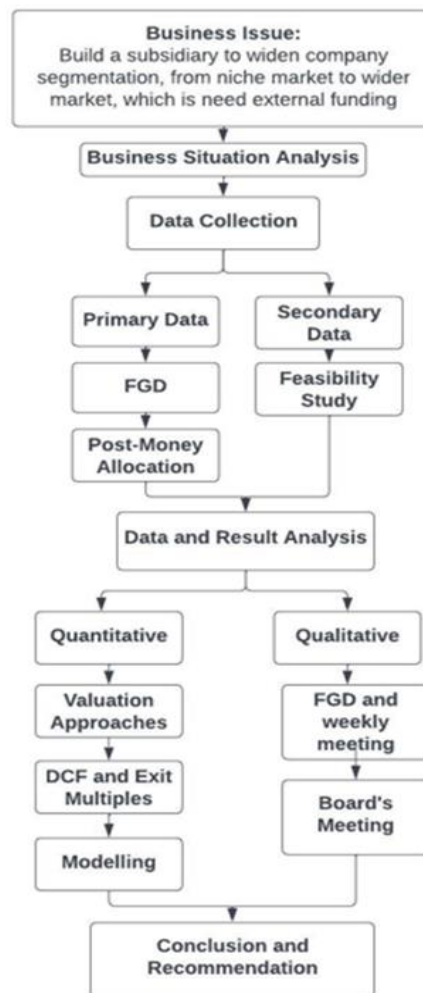 Business Issue:
Build a subsidiary to widen company
segmentation, from niche market to wider
market, which is need external funding
Business Situation Analysis
Data Collection
Primary Data
Secondary
Data
FGD
Feasibility
Study
Post-Money
Allocation
Data and Result Analysis
Quantitative
Qualitative
Valuation
Approaches
FGD and
weekly
meeting
DCF and Exit
Multiples
Board's
Meeting
Modelling
Conclusion and
Recommendation